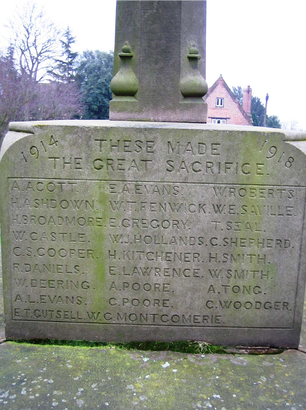 1914 THESE MADE 1918
THE GREAT SACRIFICE.
A. ACOTT. E. A. EVANS. W. ROBERTS
H. ASHDOWN. W. T. FENWICK. W. E. SAVILLE
H. BROADMORE. E. GREGORY. T. SEAL.
W. CASTLE. W. J. HOLLANDS. C. SHEPHERD.
C. S. COOPER. H. KITCHENER. H. SMITH.
R. DANIELS. E. LAWRENCE. W. SMITH.
W. DEERING. A. POORE. A. TONG.
A. L. EVANS. C. POORE. C. WOODGER.
E. T. GUTSELL. W. G. MONTGOMERIE.